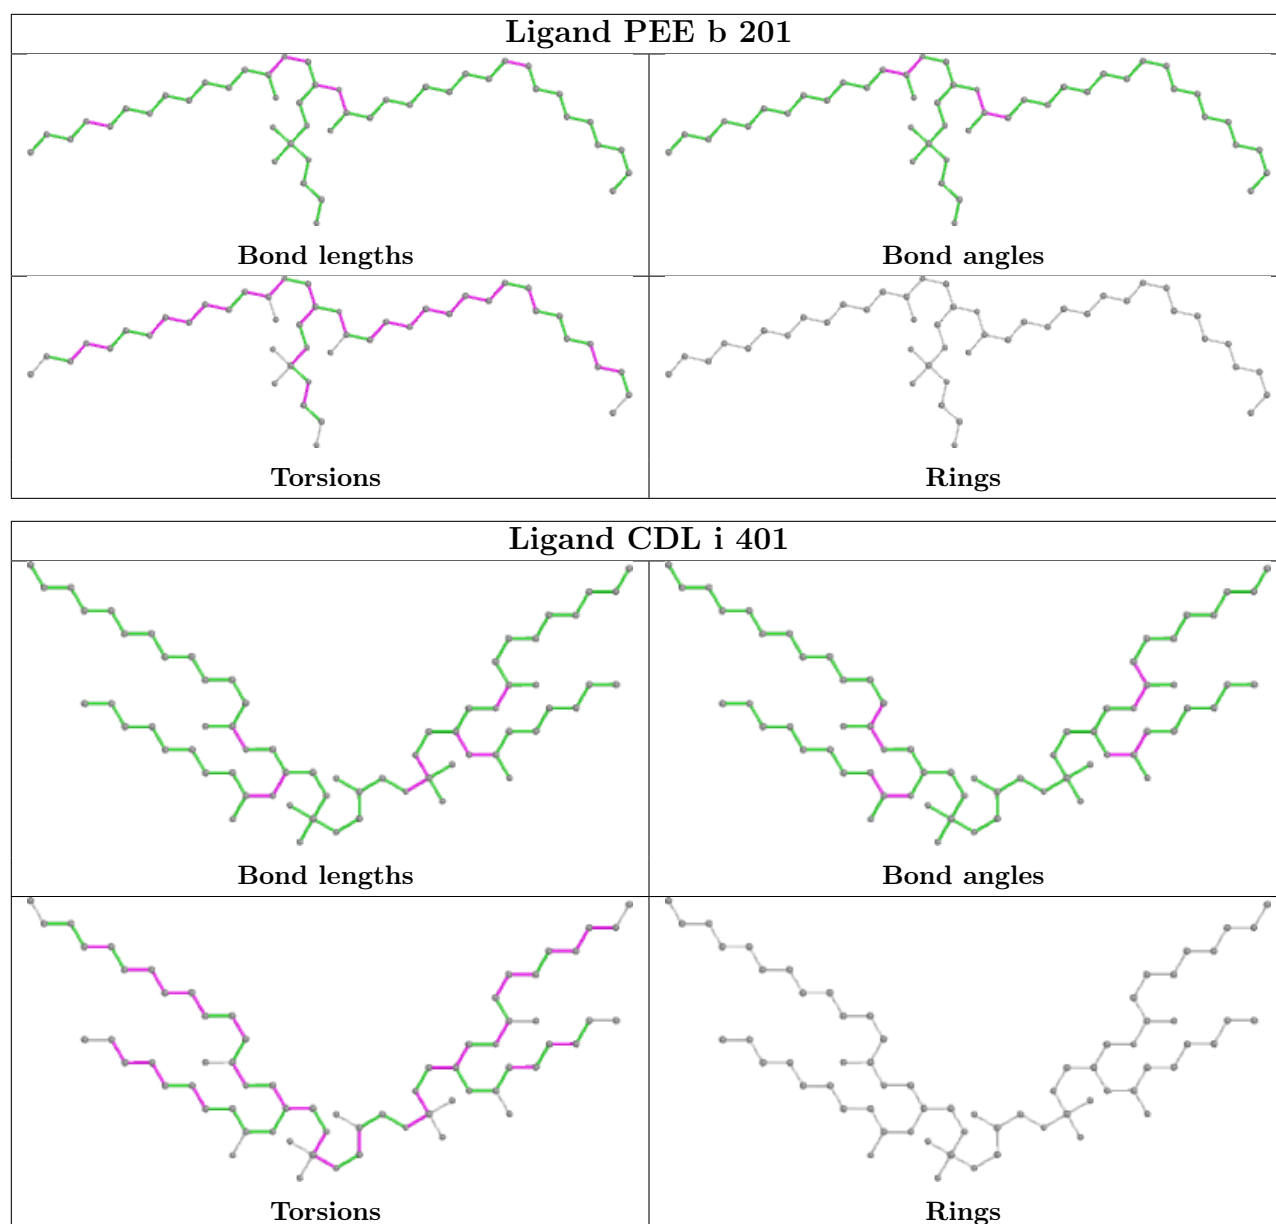 Ligand PEE b 201
Bond lengths
Bond angles
Torsions
Rings
Ligand CDL i 401
Bond lengths
Bond angles
Torsions
Rings